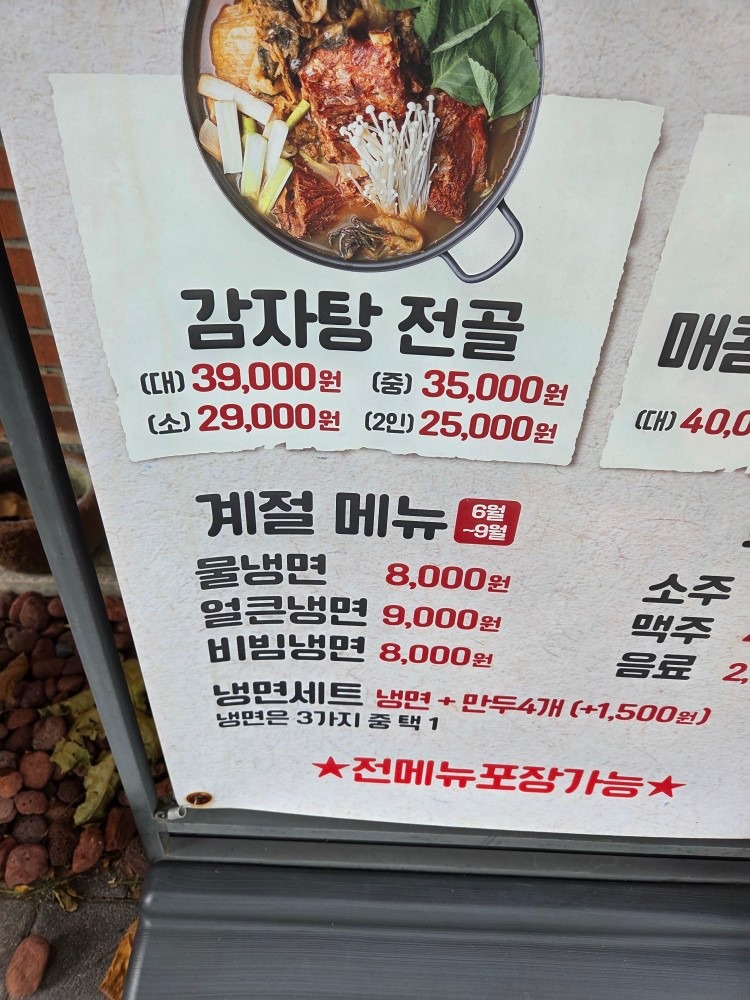 감자탕 전골
(대) 39,000원 (중) 35,000원
(소) 29,000원 (2인) 25,000원
(대)
계절 메뉴 6월~9월
물냉면 8,000원
얼큰냉면 9,000원
비빔냉면 8,000원
냉면세트 냉면 + 만두4개 (+1,500원)
냉면은 3가지 중 택 1
소주
맥주
음료
★전메뉴포장가능★